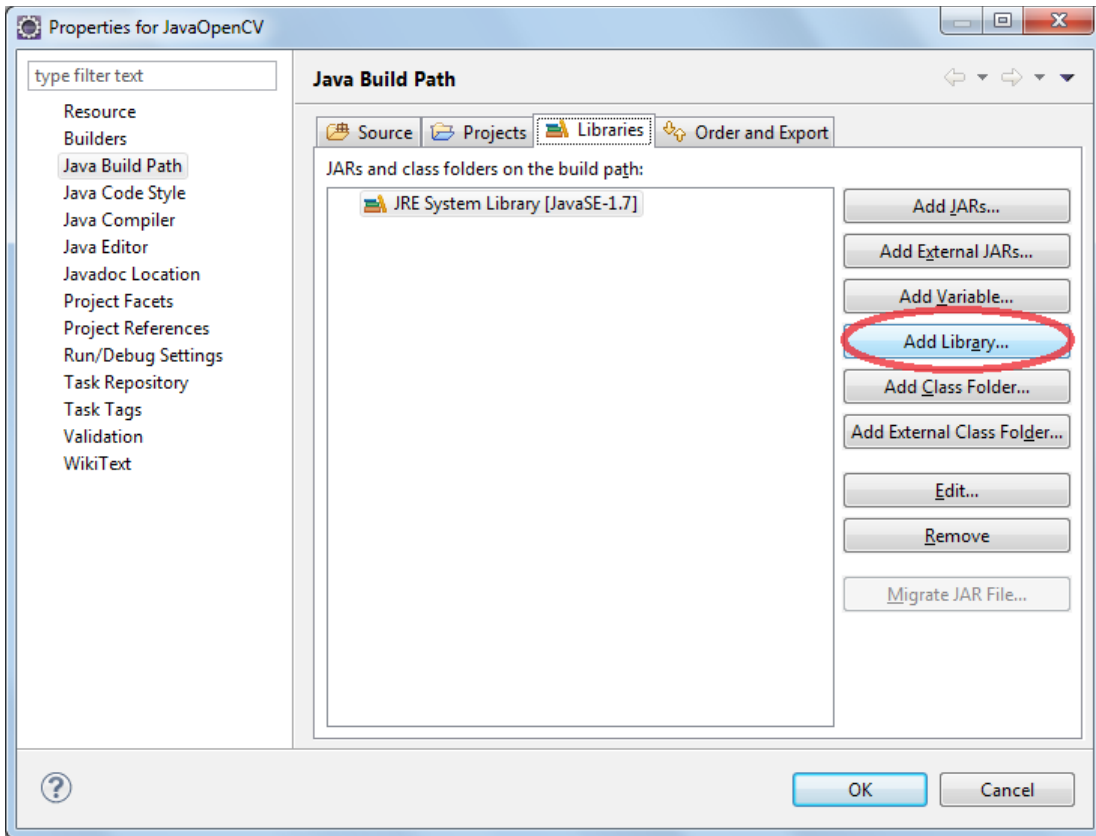 Properties for JavaOpenCV
type filter text
Resource
Builders
Java Build Path
Java Code Style
Java Compiler
Java Editor
Javadoc Location
Project Facets
Project References
Run/Debug Settings
Task Repository
Task Tags
Validation
WikiText
Java Build Path
Source Projects Libraries Order and Export
JARs and class folders on the build path:
JRE System Library [JavaSE-1.7]
Add JARs...
Add External JARs...
Add Variable...
Add Library...
Add Class Folder...
Add External Class Folder...
Edit...
Remove
Migrate JAR File...
?
OK Cancel